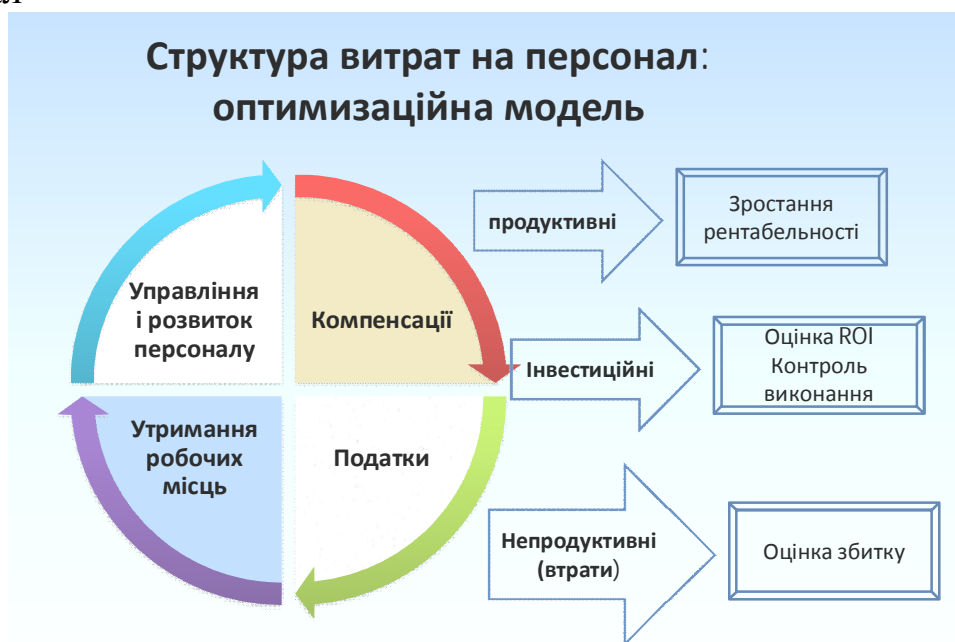 ал
Структура витрат на персонал:
оптимизаційна модель
Управління
і розвиток
персоналу
Компенсації
Утримання
робочих
місць
Податки
продуктивні
Зростання
рентабельності
Інвестиційні
Оцінка ROI
Контроль
виконання
Непродуктивні
(втрати)
Оцінка збитку